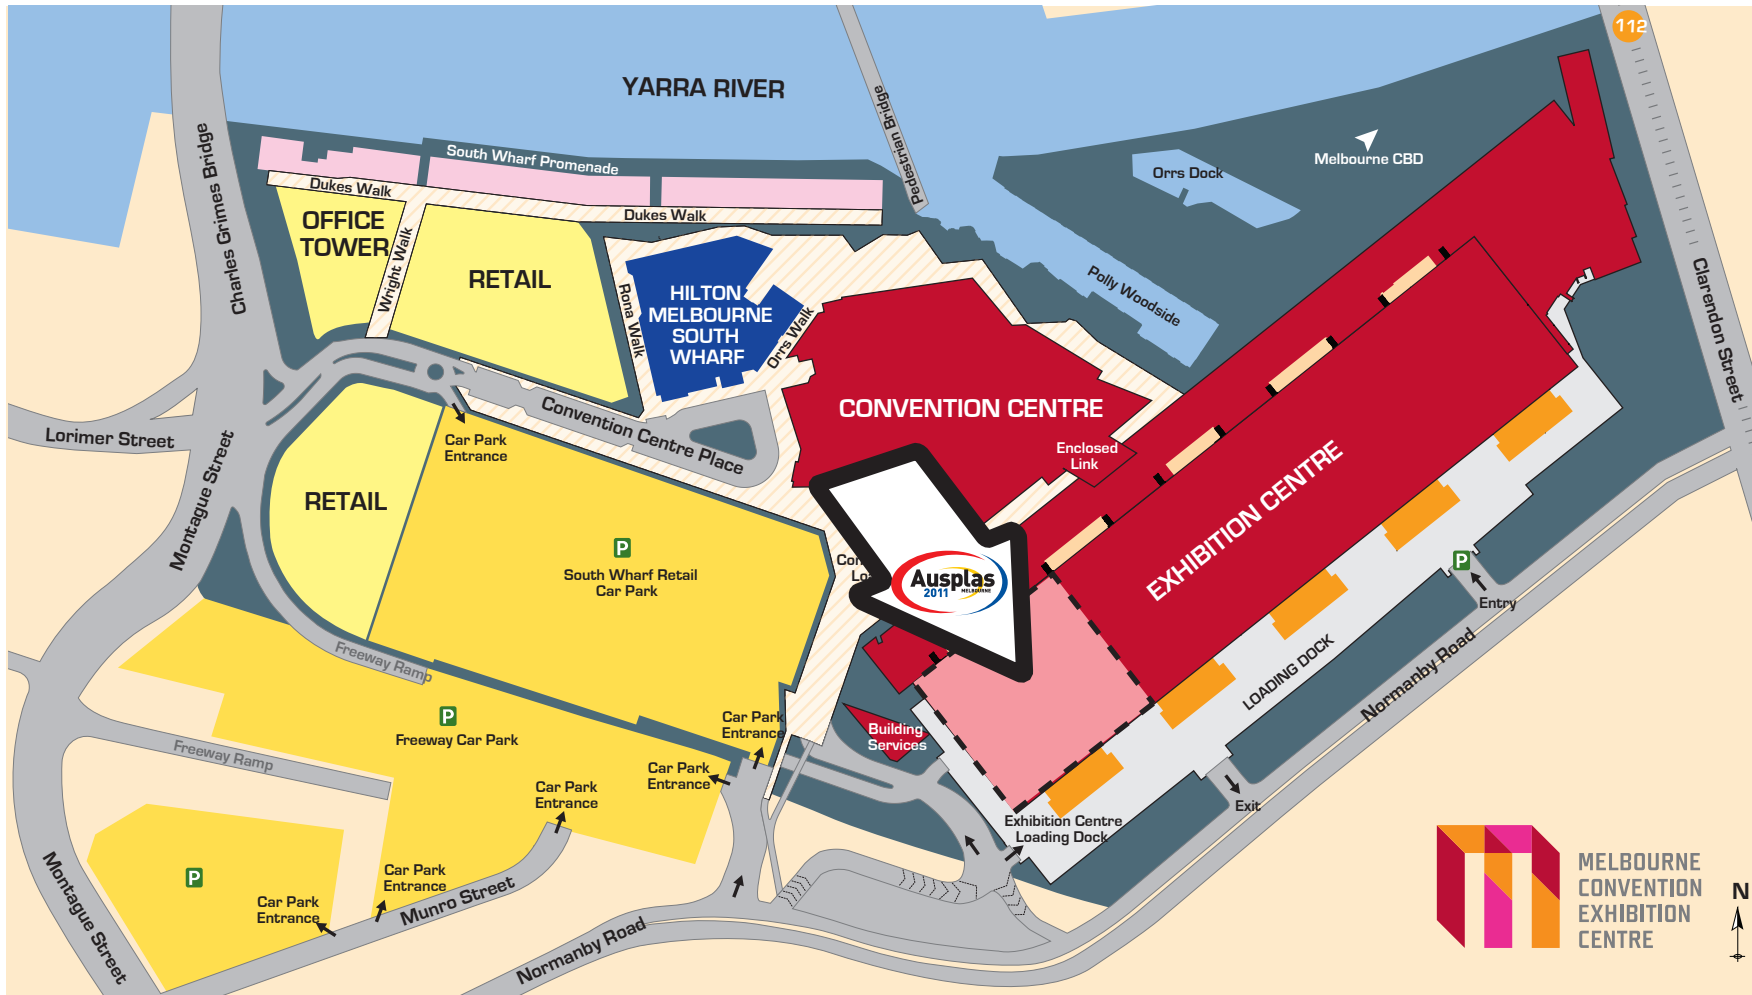 112
YARRA RIVER
Pedestrian Bridge
Charles Grimes Bridge
South Wharf Promenade
Melbourne CBD
Orrs Dock
Dukes Walk
Dukes Walk
OFFICE
TOWER
Wright Walk
RETAIL
Rona Walk
HILTON
MELBOURNE
SOUTH
WHARF
Orrs Walk
Polly Woodside
Clarendon Street
CONVENTION CENTRE
Convention Centre Place
Lorimer Street
Car Park
Entrance
Enclosed
Link
Montague Street
RETAIL
EXHIBITION CENTRE
P
South Wharf Retail
Car Park
Ausplas
2011 MELBOURNE
P
Entry
Freeway Ramp
LOADING DOCK
Normanby Road
P
Freeway Car Park
Car Park
Entrance
Building
Services
Freeway Ramp
Car Park
Entrance
Car Park
Entrance
Exit
Exhibition Centre
Loading Dock
P
Car Park
Entrance
Car Park
Entrance
Munro Street
Montague Street
Normanby Road
MELBOURNE
CONVENTION
EXHIBITION
CENTRE
N